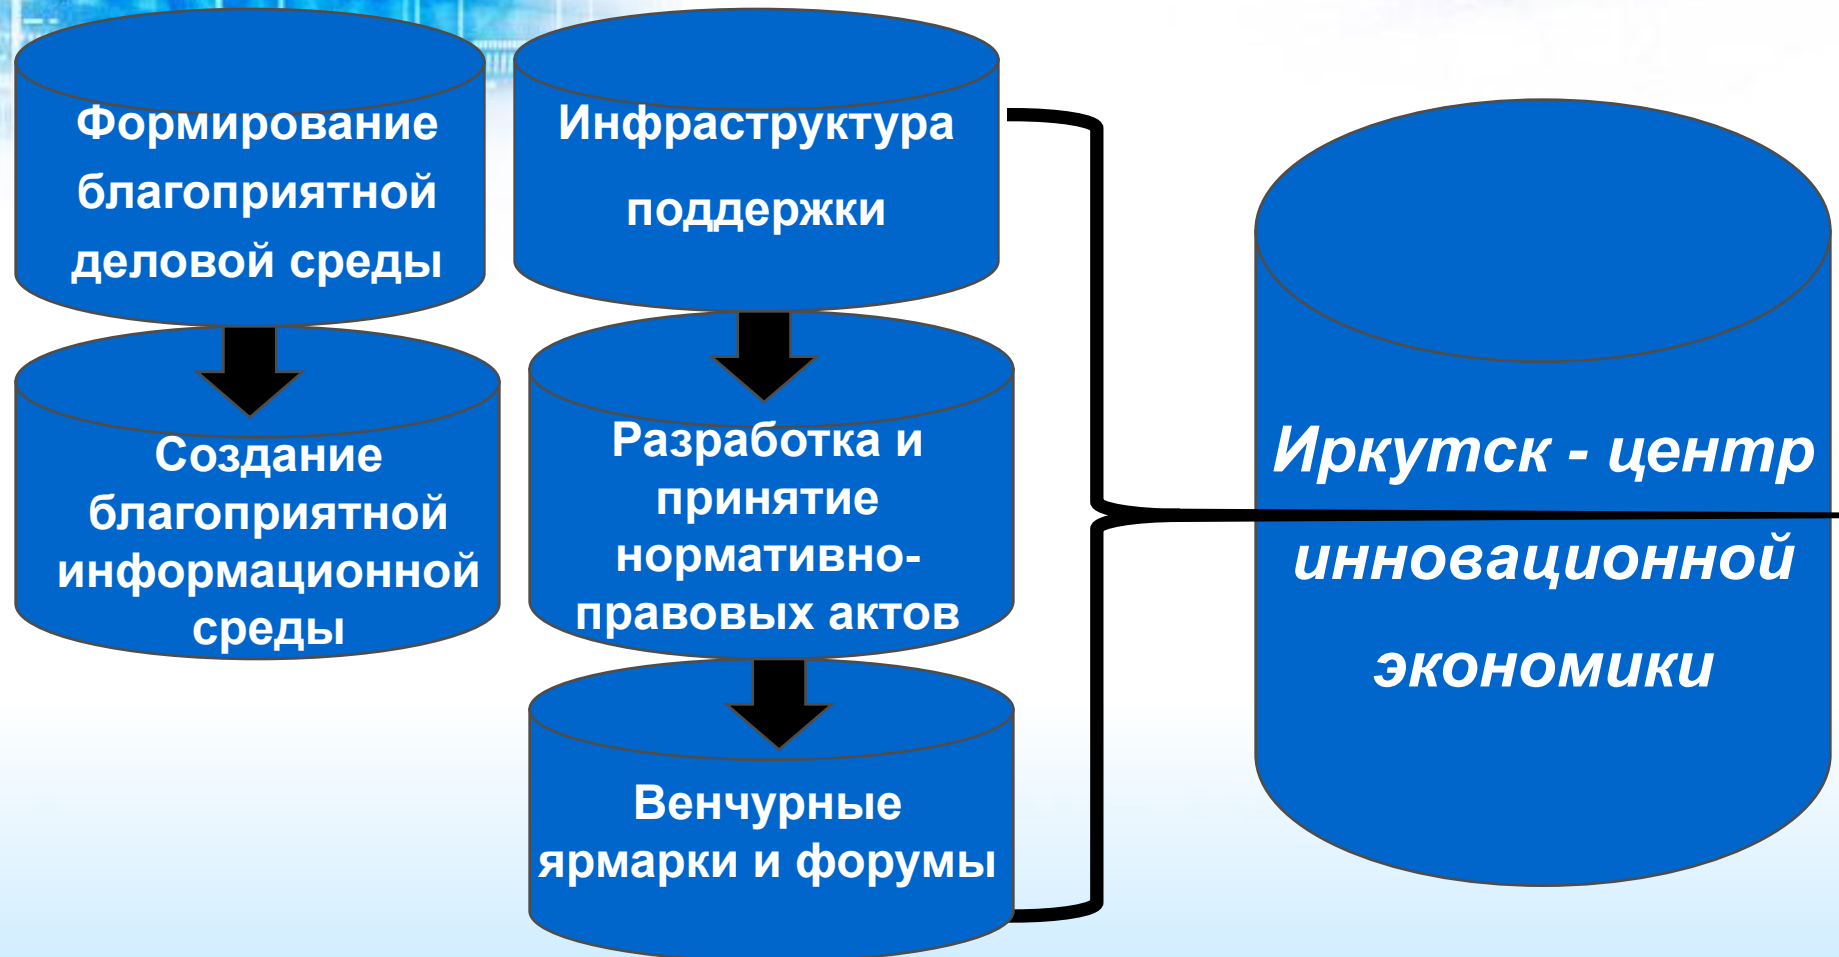 Формирование
благоприятной
деловой среды
Создание
благоприятной
информационной
среды
Инфраструктура
поддержки
Разработка и
принятие
нормативно-
правовых актов
Венчурные
ярмарки и форумы
Иркутск - центр
инновационной
экономики